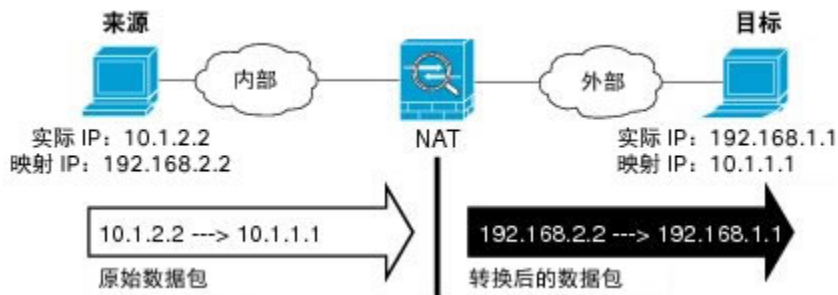 来源
目标
内部
外部
实际 IP：10.1.2.2
映射 IP：192.168.2.2
NAT
实际 IP：192.168.1.1
映射 IP：10.1.1.1
10.1.2.2 ---> 10.1.1.1
192.168.2.2 ---> 192.168.1.1
原始数据包
转换后的数据包